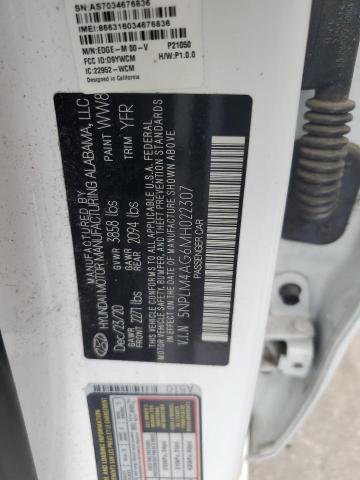 SN:AS7034676836
IMEI:866316034676836
M/N:EDGE-M 00-V P21050
FCC ID:O9YWCM H/W:P1.0.0
IC:22952-WCM
Designed in California
MANUFACTURED BY
HYUNDAI MOTOR MANUFACTURING ALABAMA, LLC
Dec/23/20 GVWR 3858 lbs PAINT WW8
GAWR FRONT 2271 lbs GAWR REAR 2094 lbs TRIM YFR
THIS VEHICLE CONFORMS TO ALL APPLICABLE U.S.A. FEDERAL
MOTOR VEHICLE SAFETY, BUMPER, AND THEFT PREVENTION
STANDARDS IN EFFECT ON THE DATE OF MANUFACTURE SHOWN ABOVE.
V.I.N 5NPLM4AG6MH022307
PASSENGER CAR
A510